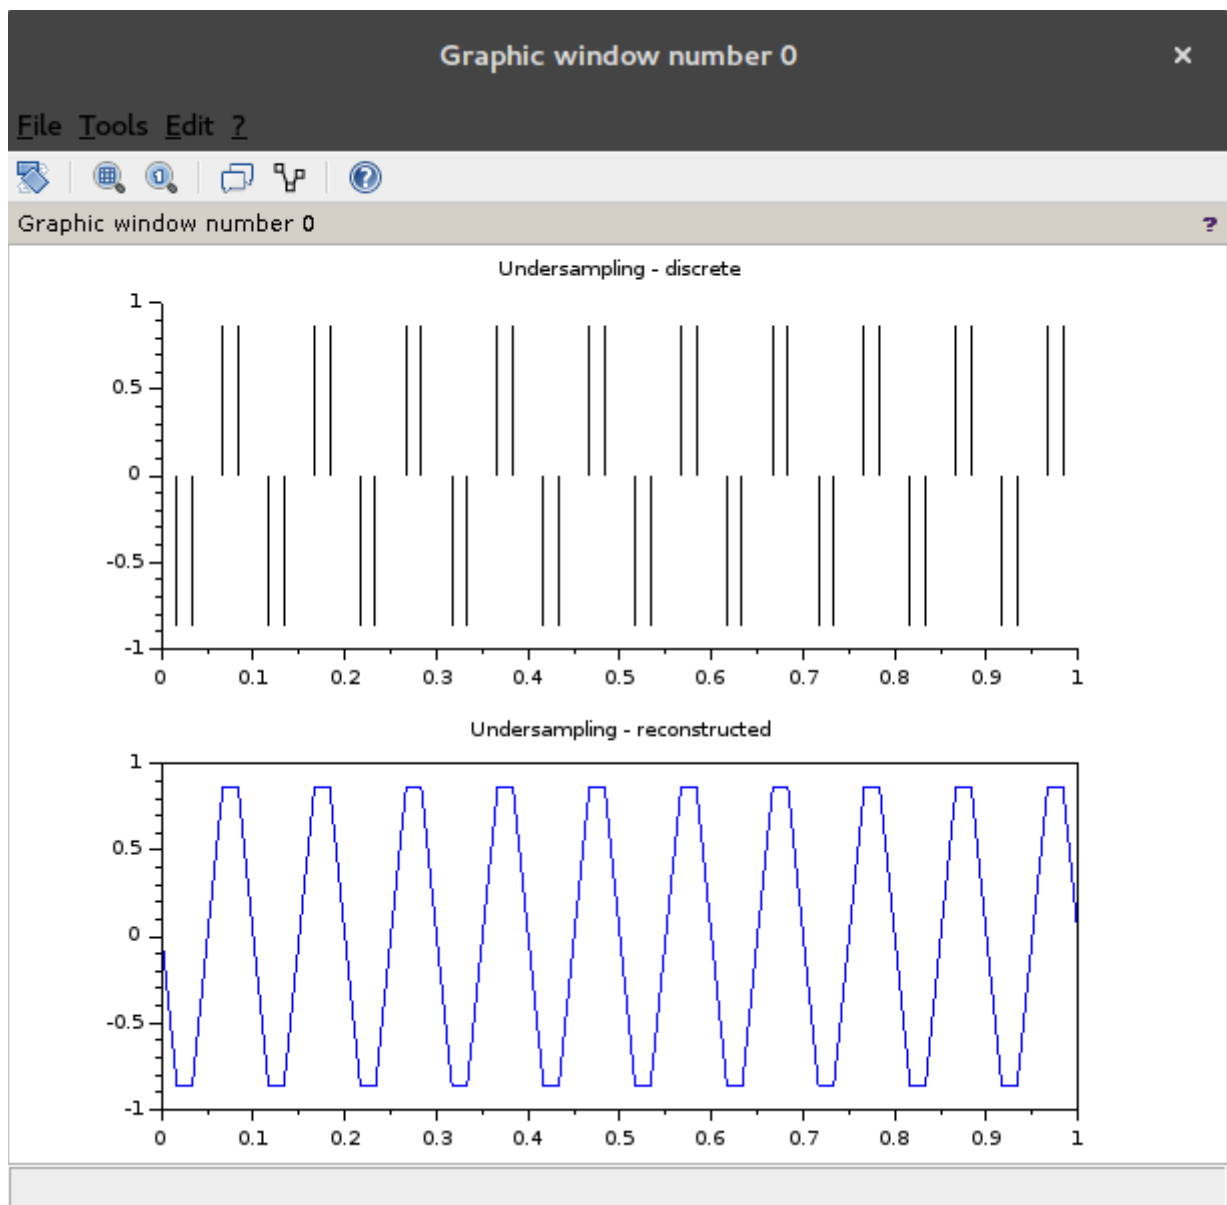 Graphic window number 0 ×
File Tools Edit ?
1 ?
Graphic window number 0 ?
Undersampling - discrete
1
0.5
0
-0.5
-1
0 0.1 0.2 0.3 0.4 0.5 0.6 0.7 0.8 0.9 1
Undersampling - reconstructed
1
0.5
0
-0.5
-1
0 0.1 0.2 0.3 0.4 0.5 0.6 0.7 0.8 0.9 1